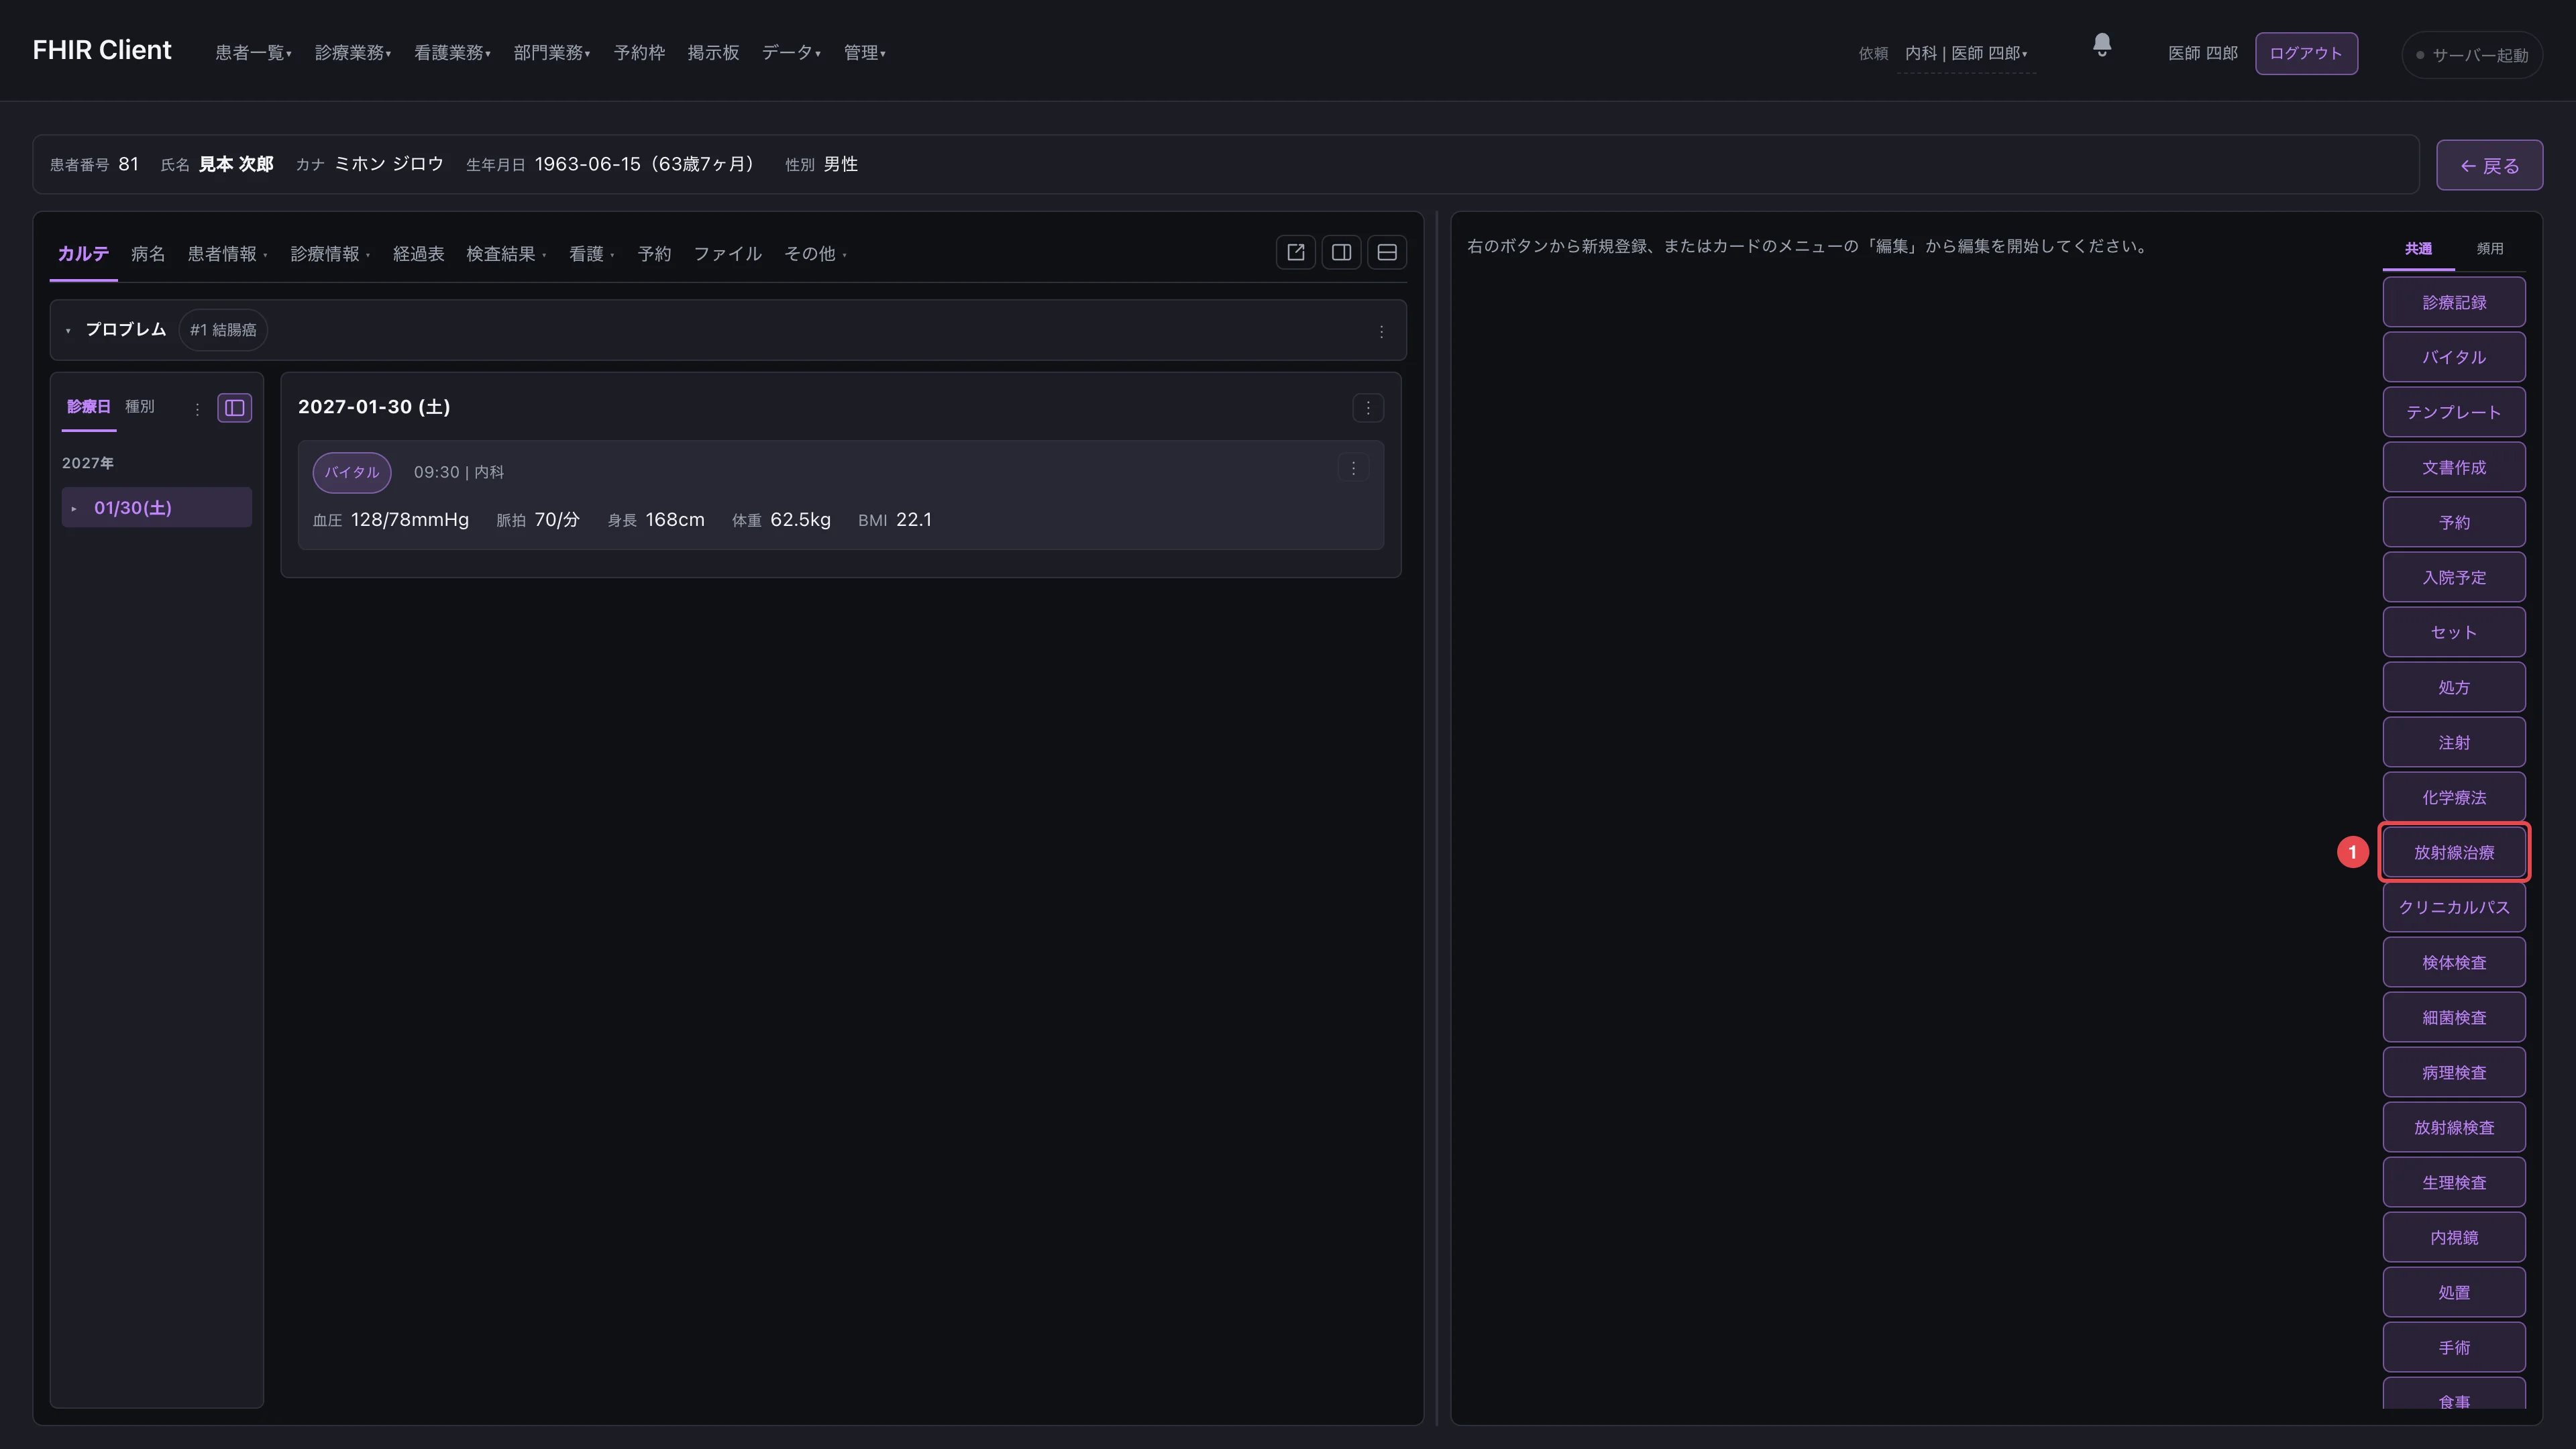 FHIR Client 患者一覧▾ 診療業務▾ 看護業務▾ 部門業務▾ 予約枠 掲示板 データ▾ 管理▾ 依頼 内科 | 医師 四郎▾ 医師 四郎 ログアウト サーバー起動
患者番号 81 氏名 見本 次郎 カナ ミホン ジロウ 生年月日 1963-06-15（63歳7ヶ月） 性別 男性 ← 戻る
カルテ 病名 患者情報 診療情報 経過表 検査結果 看護 予約 ファイル その他
プロブレム #1 結腸癌
診療日 種別
2027年
01/30(土)
2027-01-30 (土)
バイタル 09:30 | 内科
血圧 128/78mmHg 脈拍 70/分 身長 168cm 体重 62.5kg BMI 22.1
右のボタンから新規登録、またはカードのメニューの「編集」から編集を開始してください。
共通 頻用
診療記録
バイタル
テンプレート
文書作成
予約
入院予定
セット
処方
注射
化学療法
1 放射線治療
クリニカルパス
検体検査
細菌検査
病理検査
放射線検査
生理検査
内視鏡
処置
手術
食事